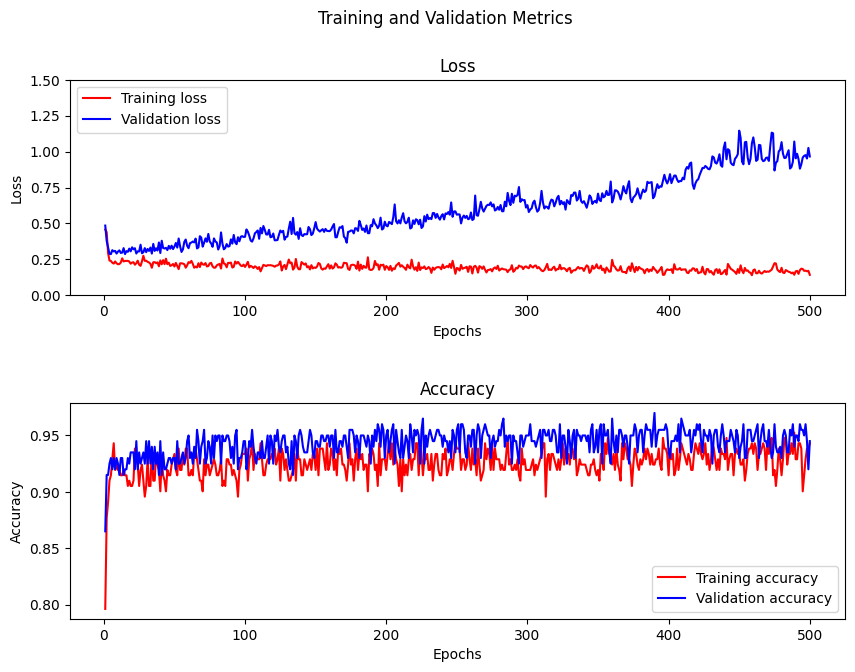 Training and Validation Metrics
Loss
1.50
1.25
1.00
0.75
0.50
0.25
0.00
Loss
Training loss
Validation loss
0 100 200 300 400 500
Epochs
Accuracy
0.95
0.90
0.85
0.80
Accuracy
Training accuracy
Validation accuracy
0 100 200 300 400 500
Epochs